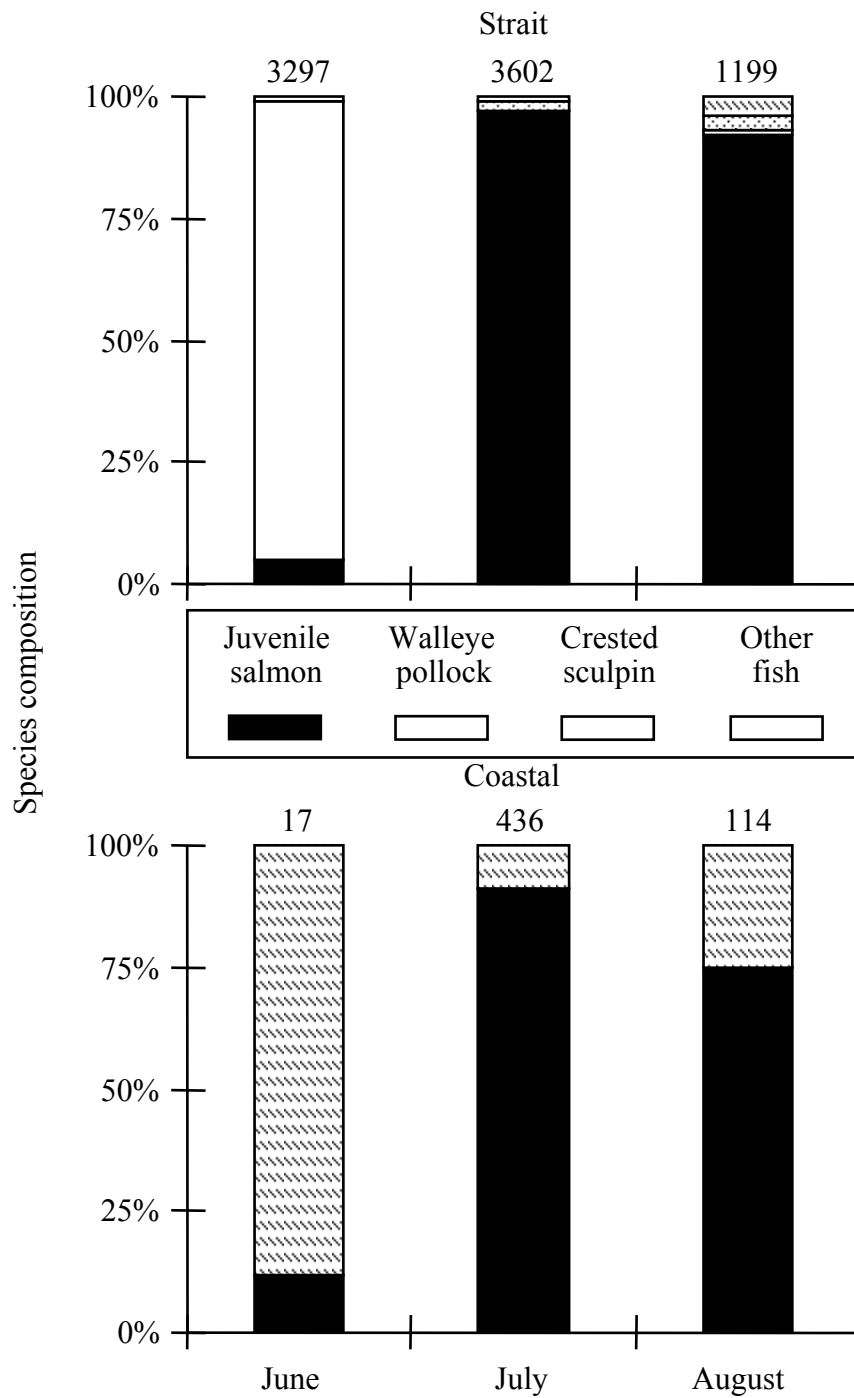 Strait
3297 3602 1199
100%
75%
50%
25%
0%
Species composition
Juvenile salmon
Walleye pollock
Crested sculpin
Other fish
Coastal
17 436 114
100%
75%
50%
25%
0%
June July August